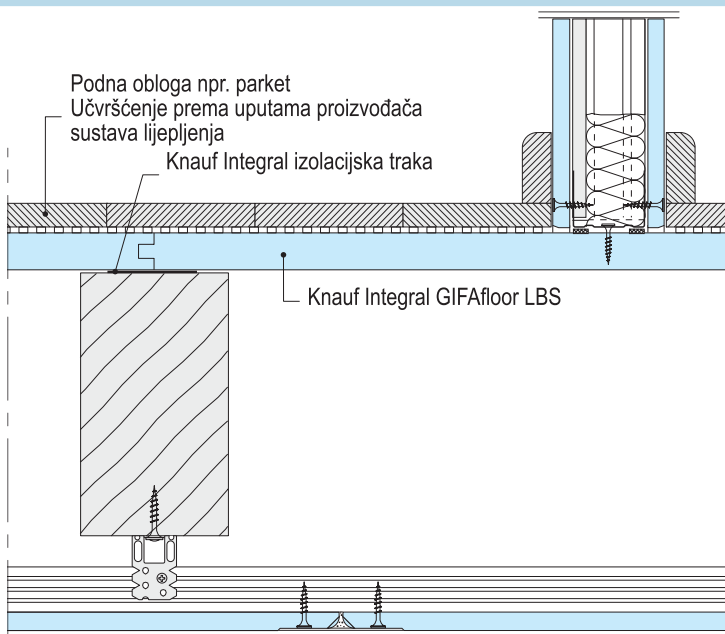 Podna obloga npr. parket
Učvršćenje prema uputama proizvođača
sustava lijepljenja
Knauf Integral izolacijska traka
Knauf Integral GIFAfloor LBS